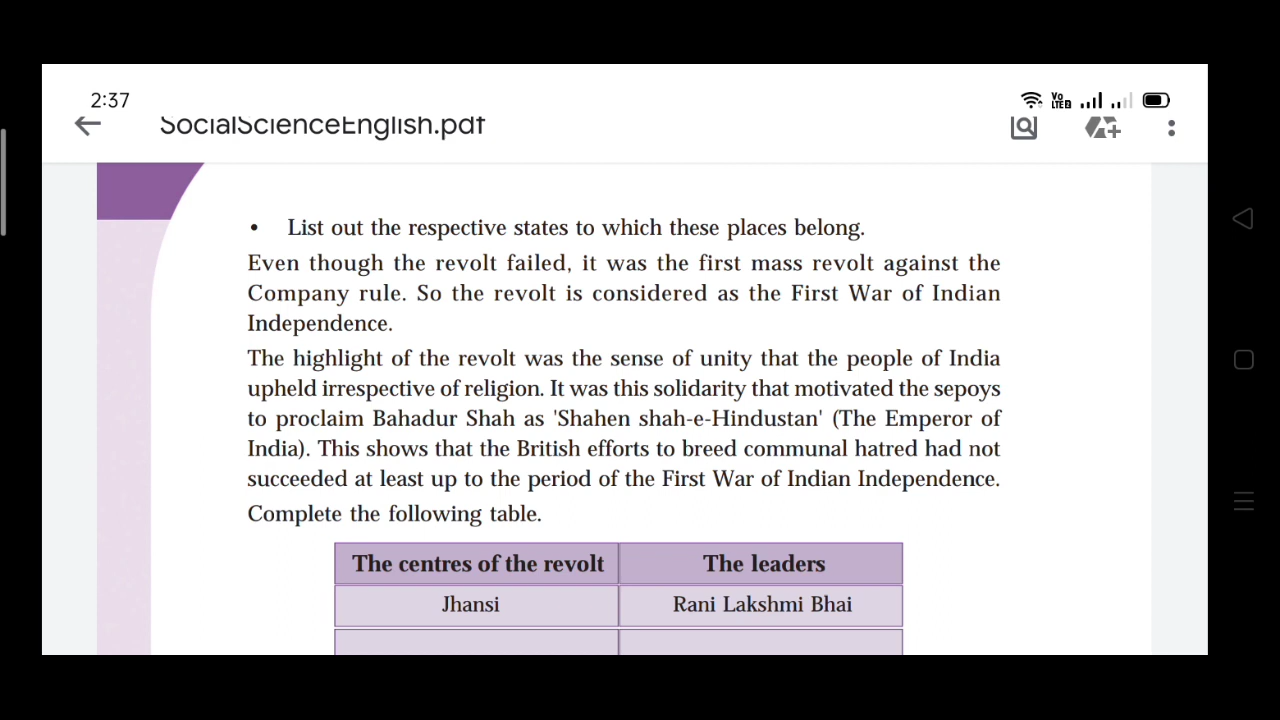 2:37
Vo
LTE2
SocialScienceEnglish.pdf
• List out the respective states to which these places belong.
Even though the revolt failed, it was the first mass revolt against the
Company rule. So the revolt is considered as the First War of Indian
Independence.
The highlight of the revolt was the sense of unity that the people of India
upheld irrespective of religion. It was this solidarity that motivated the sepoys
to proclaim Bahadur Shah as 'Shahen shah-e-Hindustan' (The Emperor of
India). This shows that the British efforts to breed communal hatred had not
succeeded at least up to the period of the First War of Indian Independence.
Complete the following table.
The centres of the revolt The leaders
Jhansi Rani Lakshmi Bhai